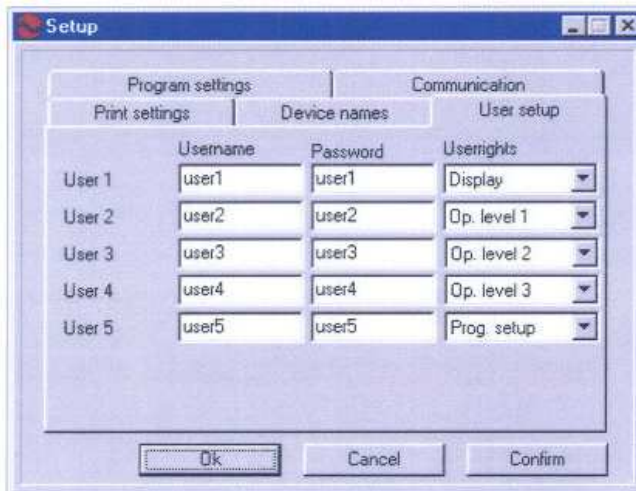 Setup
Program settings Communication
Print settings Device names User setup
Username Password Userrights
User 1 user1 user1 Display
User 2 user2 user2 Op. level 1
User 3 user3 user3 Op. level 2
User 4 user4 user4 Op. level 3
User 5 user5 user5 Prog. setup
Ok Cancel Confirm